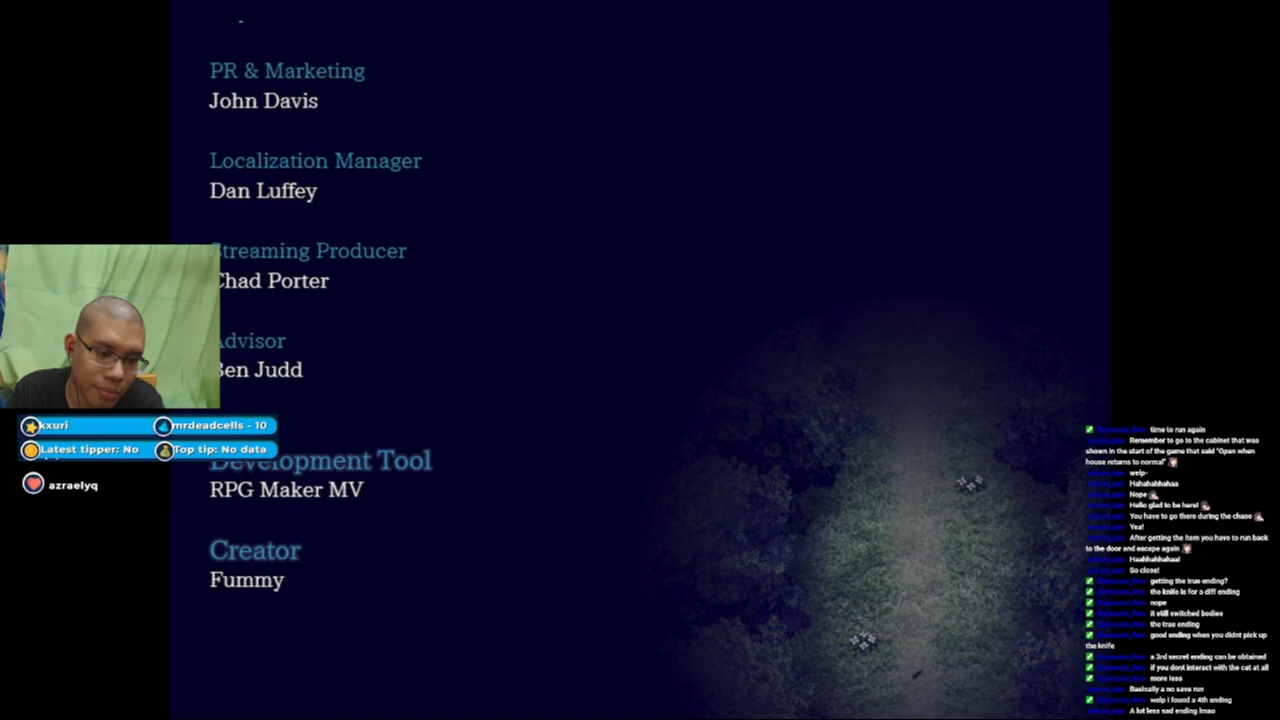 PR & Marketing
John Davis
Localization Manager
Dan Luffey
Streaming Producer
Chad Porter
Advisor
Ben Judd
Development Tool
RPG Maker MV
Creator
Fummy
kxuri
mrdeadcells - 10
Latest tipper: No
Top tip: No data
azraelyq
time to run again
Remember to go to the cabinet that was
shown in the start of the game that said "Open when
house returns to normal"
welp-
Hahahahhahaa
Nope
Hello glad to be here!
You have to go there during the chase
Yea!
After getting the item you have to run back
to the door and escape again
Haahhahhahaa!
So close!
getting the true ending?
the knife is for a diff ending
nope
it still switched bodies
the true ending
good ending when you didnt pick up
the knife
a 3rd secret ending can be obtained
if you dont interact with the cat at all
more less
Basically a no save run
welp i found a 4th ending
A lot less sad ending lmao